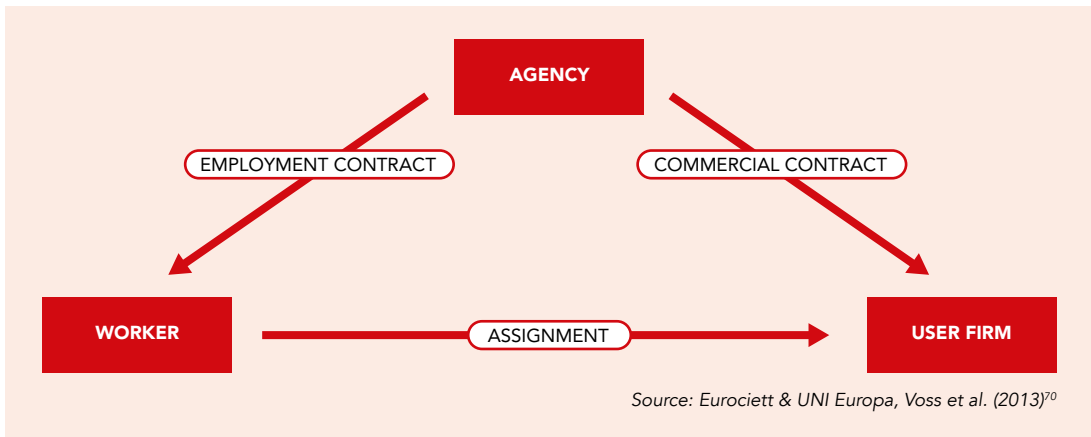 AGENCY
EMPLOYMENT CONTRACT
COMMERCIAL CONTRACT
WORKER
ASSIGNMENT
USER FIRM
Source: Eurociett & UNI Europa, Voss et al. (2013)70